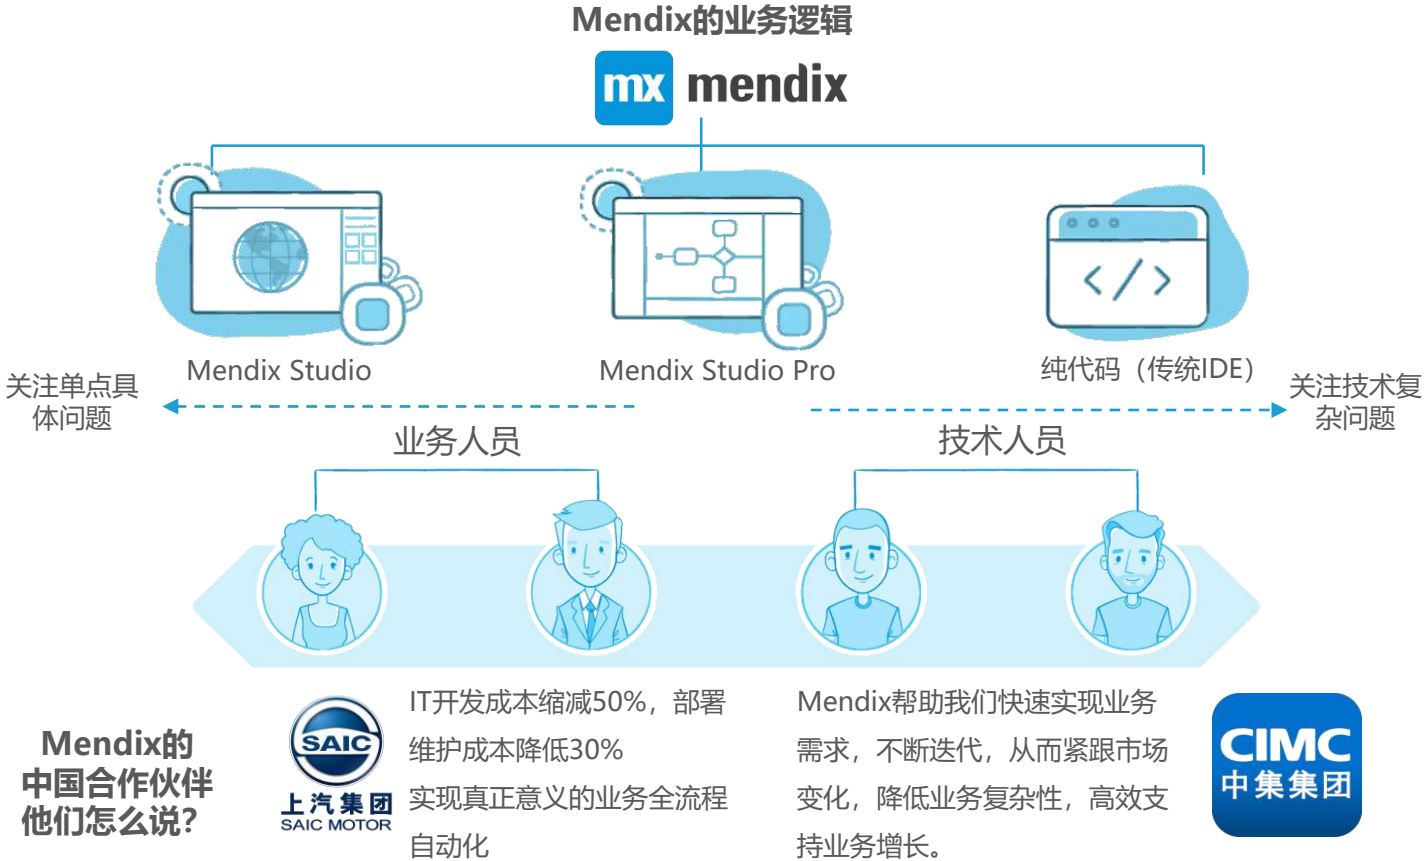 Mendix的业务逻辑
mx mendix
Mendix Studio
Mendix Studio Pro
纯代码（传统IDE）
关注单点具
体问题
关注技术复
杂问题
业务人员
技术人员
Mendix的
中国合作伙伴
他们怎么说？
SAIC
上汽集团
SAIC MOTOR
IT开发成本缩减50%，部署
维护成本降低30%
实现真正意义的业务全流程
自动化
Mendix帮助我们快速实现业务
需求，不断迭代，从而紧跟市场
变化，降低业务复杂性，高效支
持业务增长。
CIMC
中集集团